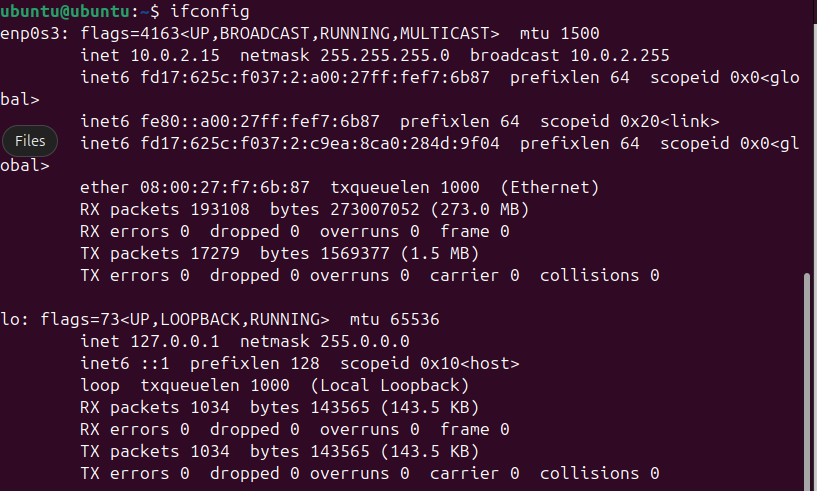 ubuntu@ubuntu:~$ ifconfig
enp0s3: flags=4163<UP,BROADCAST,RUNNING,MULTICAST>  mtu 1500
        inet 10.0.2.15  netmask 255.255.255.0  broadcast 10.0.2.255
        inet6 fd17:625c:f037:2:a00:27ff:fef7:6b87  prefixlen 64  scopeid 0x0<glo
bal>
        inet6 fe80::a00:27ff:fef7:6b87  prefixlen 64  scopeid 0x20<link>
Files
        inet6 fd17:625c:f037:2:c9ea:8ca0:284d:9f04  prefixlen 64  scopeid 0x0<gl
obal>
        ether 08:00:27:f7:6b:87  txqueuelen 1000  (Ethernet)
        RX packets 193108  bytes 273007052 (273.0 MB)
        RX errors 0  dropped 0  overruns 0  frame 0
        TX packets 17279  bytes 1569377 (1.5 MB)
        TX errors 0  dropped 0 overruns 0  carrier 0  collisions 0

lo: flags=73<UP,LOOPBACK,RUNNING>  mtu 65536
        inet 127.0.0.1  netmask 255.0.0.0
        inet6 ::1  prefixlen 128  scopeid 0x10<host>
        loop  txqueuelen 1000  (Local Loopback)
        RX packets 1034  bytes 143565 (143.5 KB)
        RX errors 0  dropped 0  overruns 0  frame 0
        TX packets 1034  bytes 143565 (143.5 KB)
        TX errors 0  dropped 0 overruns 0  carrier 0  collisions 0